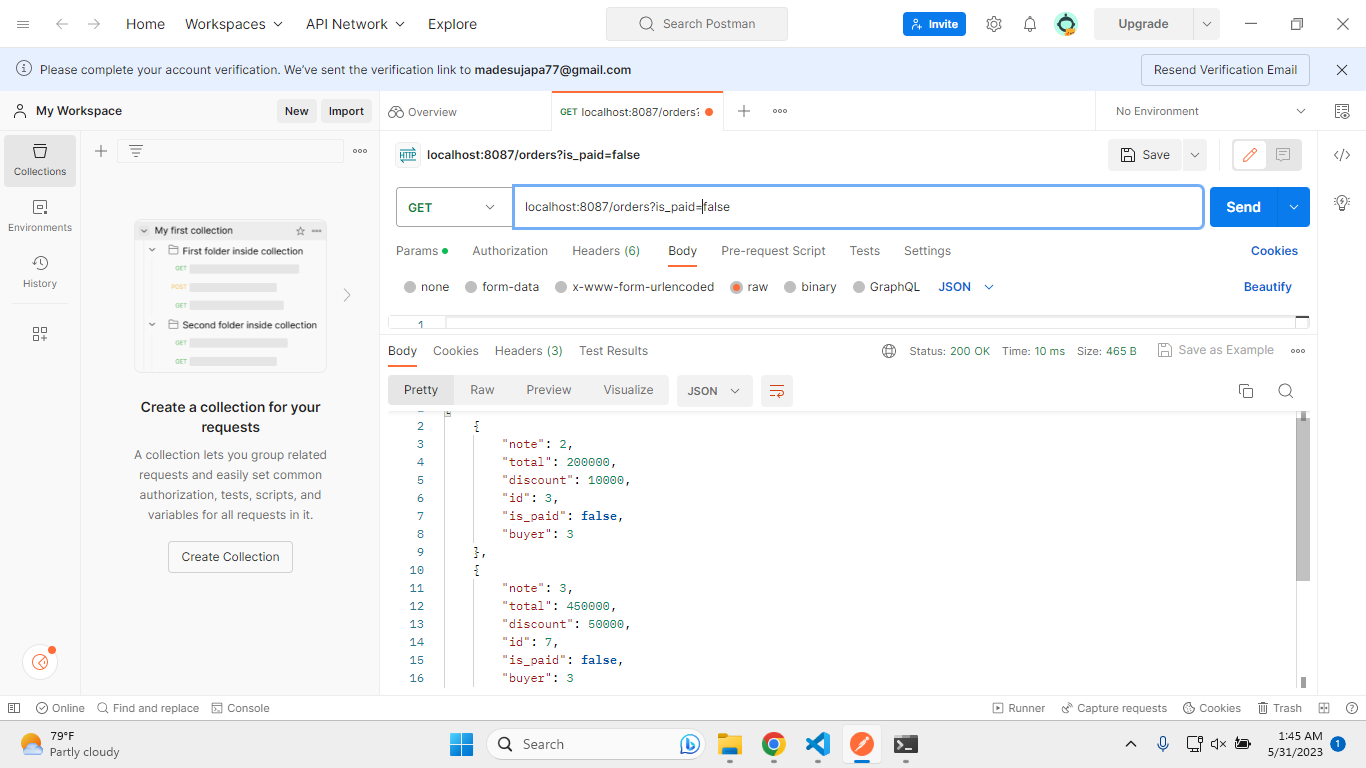 Home Workspaces API Network Explore Search Postman Invite Upgrade
Please complete your account verification. We've sent the verification link to madesujapa77@gmail.com Resend Verification Email
My Workspace New Import
Overview GET localhost:8087/orders? No Environment
Collections
Environments
History
My first collection
First folder inside collection
GET
POST
GET
Second folder inside collection
GET
GET
Create a collection for your
requests
A collection lets you group related
requests and easily set common
authorization, tests, scripts, and
variables for all requests in it.
Create Collection
HTTP localhost:8087/orders?is_paid=false Save
GET localhost:8087/orders?is_paid=false Send
Params Authorization Headers (6) Body Pre-request Script Tests Settings Cookies
none form-data x-www-form-urlencoded raw binary GraphQL JSON Beautify
1
Body Cookies Headers (3) Test Results Status: 200 OK Time: 10 ms Size: 465 B Save as Example
Pretty Raw Preview Visualize JSON
2 {
3 "note": 2,
4 "total": 200000,
5 "discount": 10000,
6 "id": 3,
7 "is_paid": false,
8 "buyer": 3
9 },
10 {
11 "note": 3,
12 "total": 450000,
13 "discount": 50000,
14 "id": 7,
15 "is_paid": false,
16 "buyer": 3
Online Find and replace Console Runner Capture requests Cookies Trash
79°F
Partly cloudy
Search
1:45 AM
5/31/2023 1